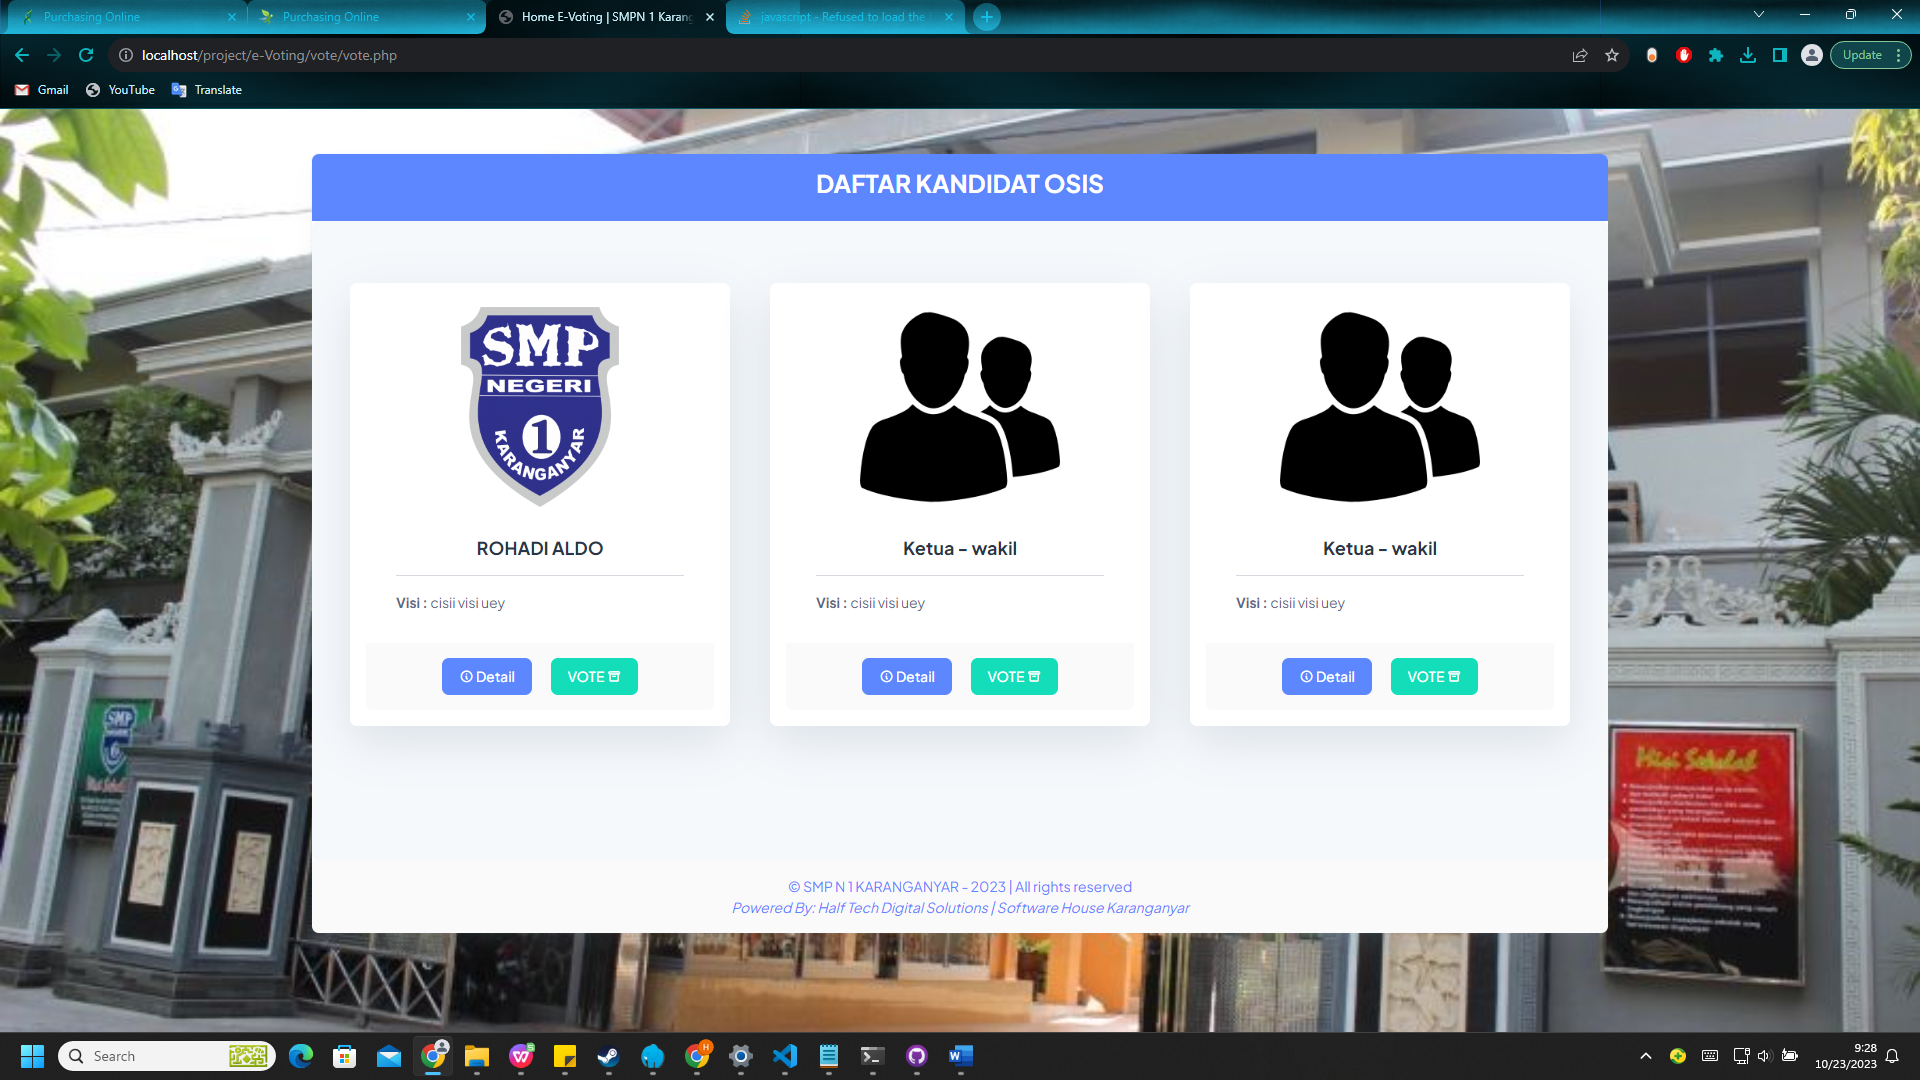 Purchasing Online
Purchasing Online
Home E-Voting | SMPN 1 Karang
javascript - Refused to load the
localhost/project/e-Voting/vote/vote.php
Update
Gmail
YouTube
Translate
DAFTAR KANDIDAT OSIS
SMP
NEGERI
1
KARANGANYAR
ROHADI ALDO
Visi : cisii visi uey
Detail
VOTE
Ketua - wakil
Visi : cisii visi uey
Detail
VOTE
Ketua - wakil
Visi : cisii visi uey
Detail
VOTE
SMP
Misi Sekolah
© SMP N 1 KARANGANYAR - 2023 | All rights reserved
Powered By: Half Tech Digital Solutions | Software House Karanganyar
Search
H
9:28
10/23/2023